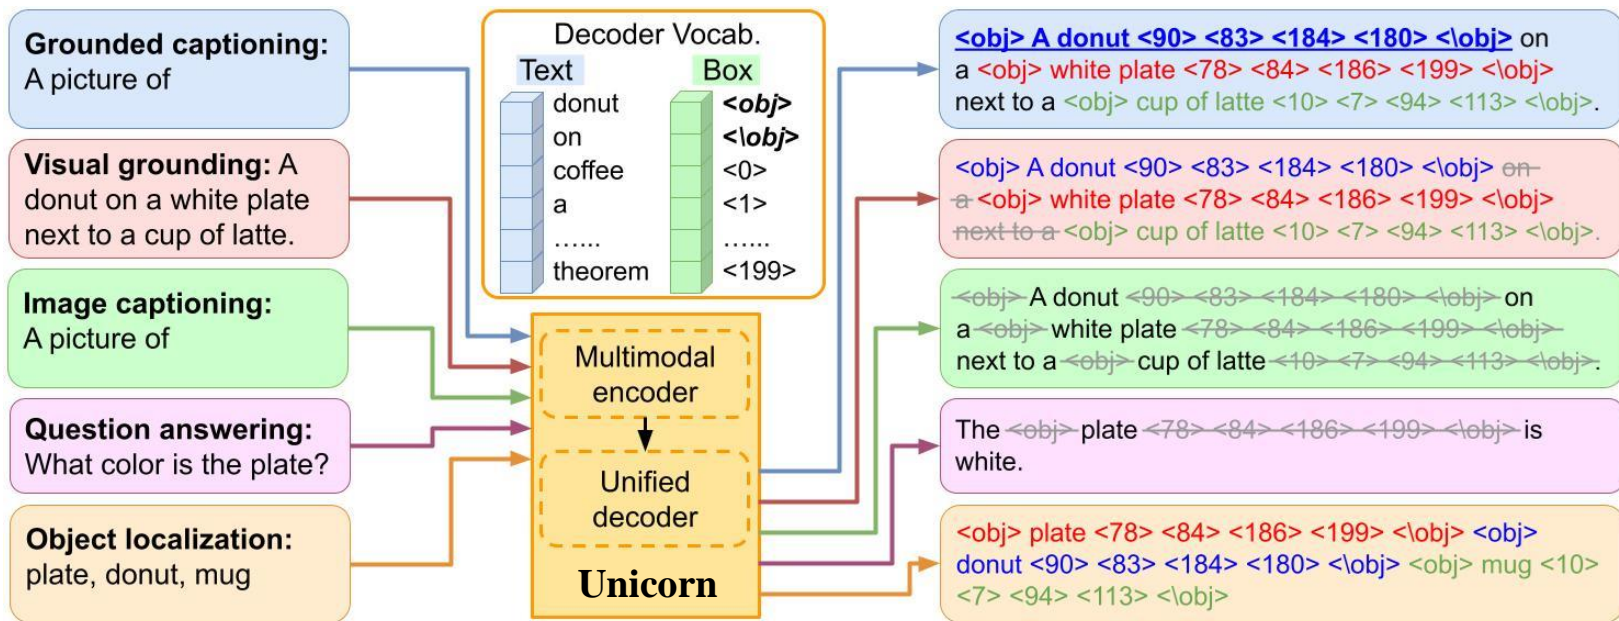 Grounded captioning:
A picture of
Visual grounding: A
donut on a white plate
next to a cup of latte.
Image captioning:
A picture of
Question answering:
What color is the plate?
Object localization:
plate, donut, mug
Decoder Vocab.
Text
donut
on
coffee
a
......
theorem
Box
<obj>
<\obj>
<0>
<1>
......
<199>
Multimodal
encoder
Unified
decoder
Unicorn
<obj> A donut <90> <83> <184> <180> <\obj> on
a <obj> white plate <78> <84> <186> <199> <\obj>
next to a <obj> cup of latte <10> <7> <94> <113> <\obj>.
<obj> A donut <90> <83> <184> <180> <\obj> on
a <obj> white plate <78> <84> <186> <199> <\obj>
next to a <obj> cup of latte <10> <7> <94> <113> <\obj>.
<obj> A donut <90> <83> <184> <180> <\obj> on
a <obj> white plate <78> <84> <186> <199> <\obj>
next to a <obj> cup of latte <10> <7> <94> <113> <\obj>.
The <obj> plate <78> <84> <186> <199> <\obj> is
white.
<obj> plate <78> <84> <186> <199> <\obj> <obj>
donut <90> <83> <184> <180> <\obj> <obj> mug <10>
<7> <94> <113> <\obj>